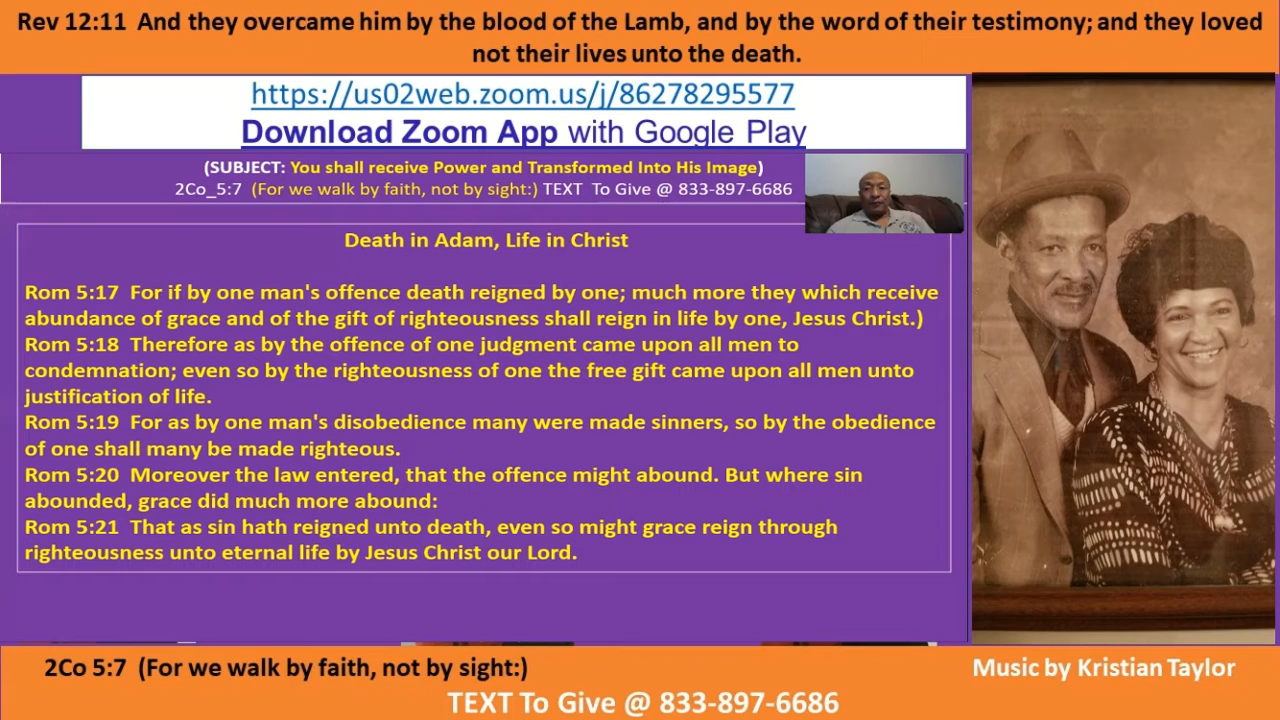 Rev 12:11  And they overcame him by the blood of the Lamb, and by the word of their testimony; and they loved
not their lives unto the death.
https://us02web.zoom.us/j/86278295577
Download Zoom App with Google Play
(SUBJECT: You shall receive Power and Transformed Into His Image)
2Co_5:7  (For we walk by faith, not by sight:) TEXT  To Give @ 833-897-6686
Death in Adam, Life in Christ
Rom 5:17  For if by one man's offence death reigned by one; much more they which receive
abundance of grace and of the gift of righteousness shall reign in life by one, Jesus Christ.)
Rom 5:18  Therefore as by the offence of one judgment came upon all men to
condemnation; even so by the righteousness of one the free gift came upon all men unto
justification of life.
Rom 5:19  For as by one man's disobedience many were made sinners, so by the obedience
of one shall many be made righteous.
Rom 5:20  Moreover the law entered, that the offence might abound. But where sin
abounded, grace did much more abound:
Rom 5:21  That as sin hath reigned unto death, even so might grace reign through
righteousness unto eternal life by Jesus Christ our Lord.
2Co 5:7  (For we walk by faith, not by sight:)
Music by Kristian Taylor
TEXT To Give @ 833-897-6686